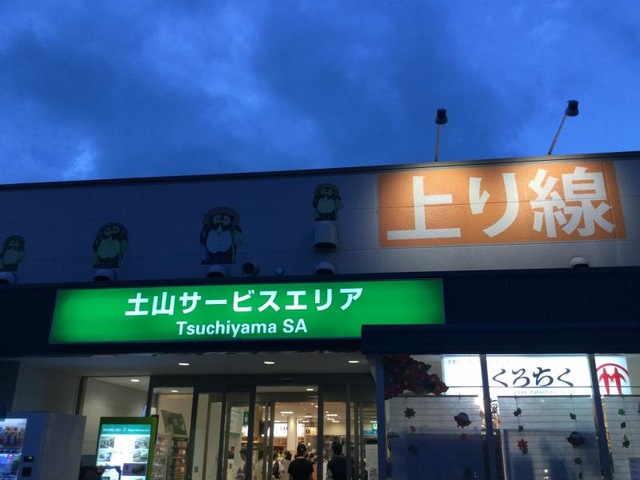 上り線
土山サービスエリア
Tsuchiyama SA
くろちく